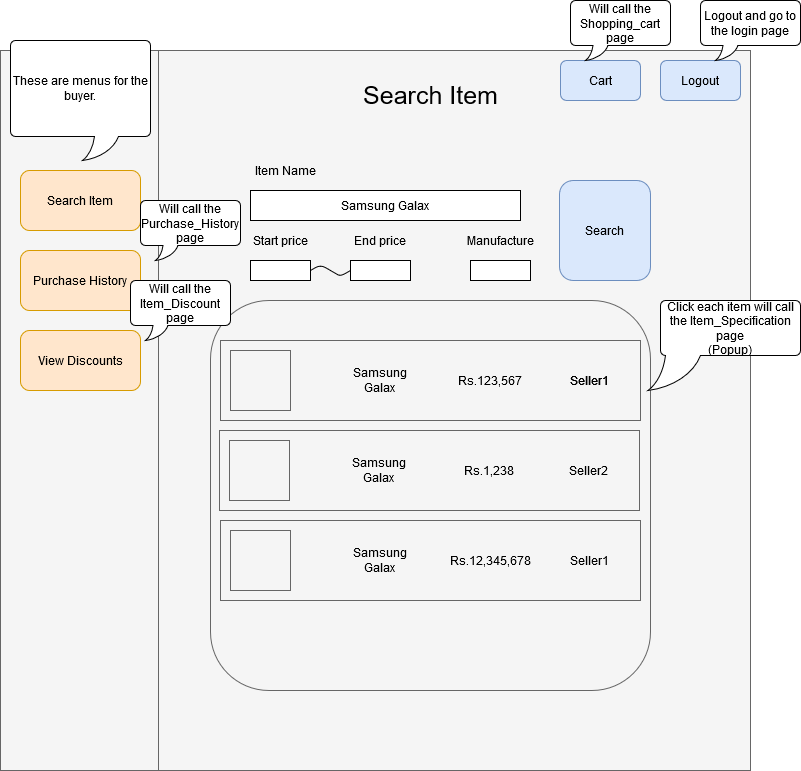 Will call the
Shopping_cart
page
Logout and go to
the login page
These are menus for the
buyer.
Cart
Logout
Search Item
Item Name
Search Item
Samsung Galax
Will call the
Purchase_History
page
Search
Start price
End price
Manufacture
Purchase History
Will call the
Item_Discount
page
Click each item will call
the Item_Specification
page
(Popup)
View Discounts
Samsung
Galax
Rs.123,567
Seller1
Samsung
Galax
Rs.1,238
Seller2
Samsung
Galax
Rs.12,345,678
Seller1